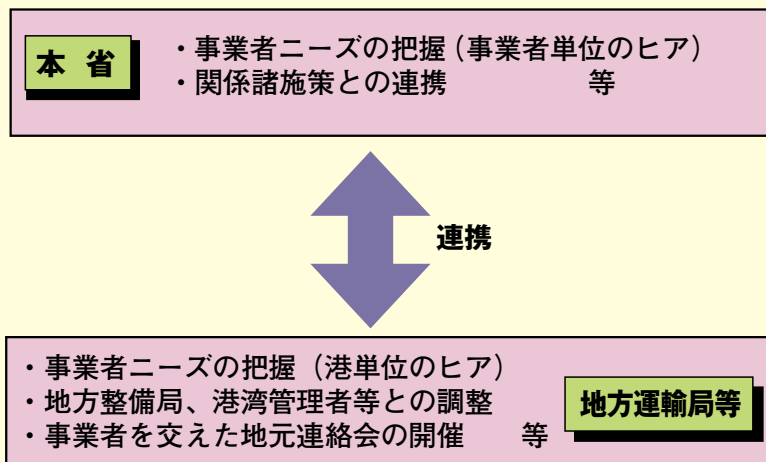 本 省
・事業者ニーズの把握（事業者単位のヒア）
・関係諸施策との連携　　　　　等
連携
・事業者ニーズの把握（港単位のヒア）
・地方整備局、港湾管理者等との調整
・事業者を交えた地元連絡会の開催　　等
地方運輸局等